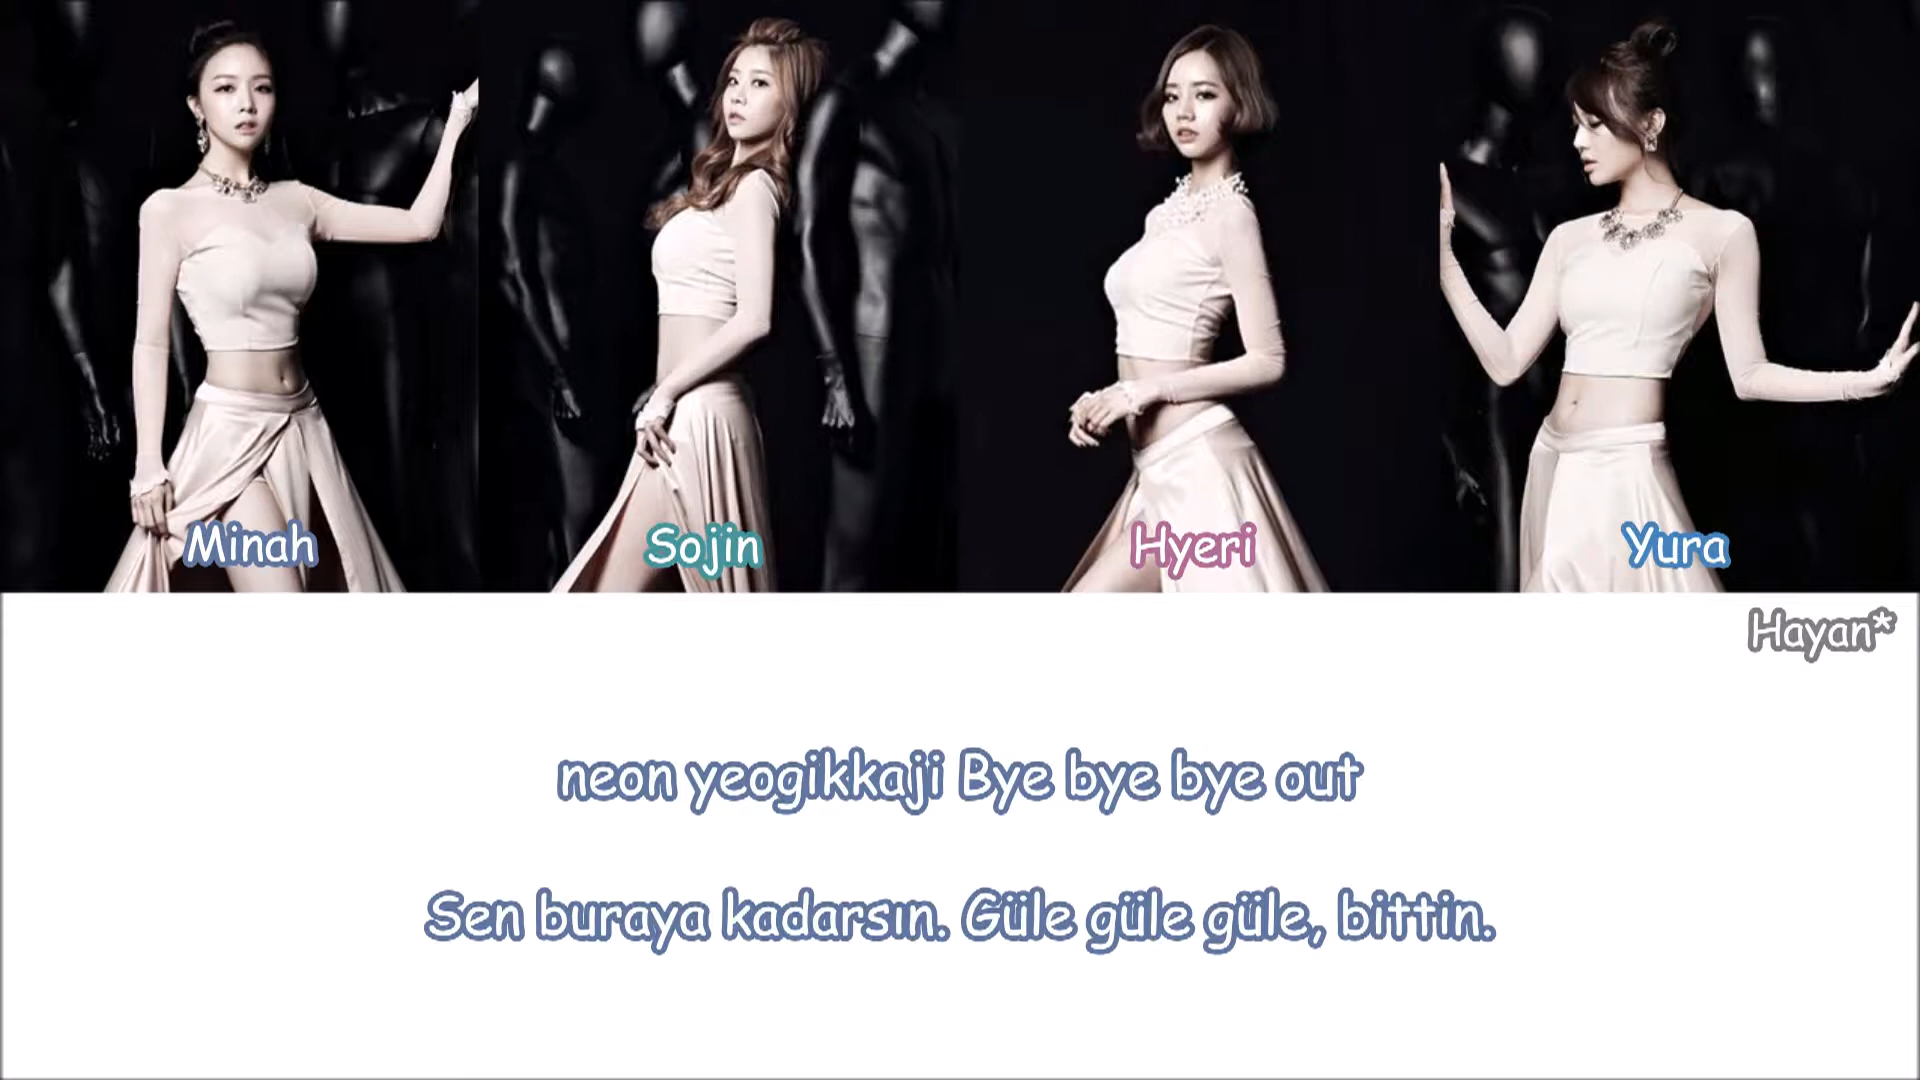 Minah
Sojin
Hyeri
Yura
Hayan*
neon yeogikkaji Bye bye bye out
Sen buraya kadarsın. Güle güle güle, bittin.